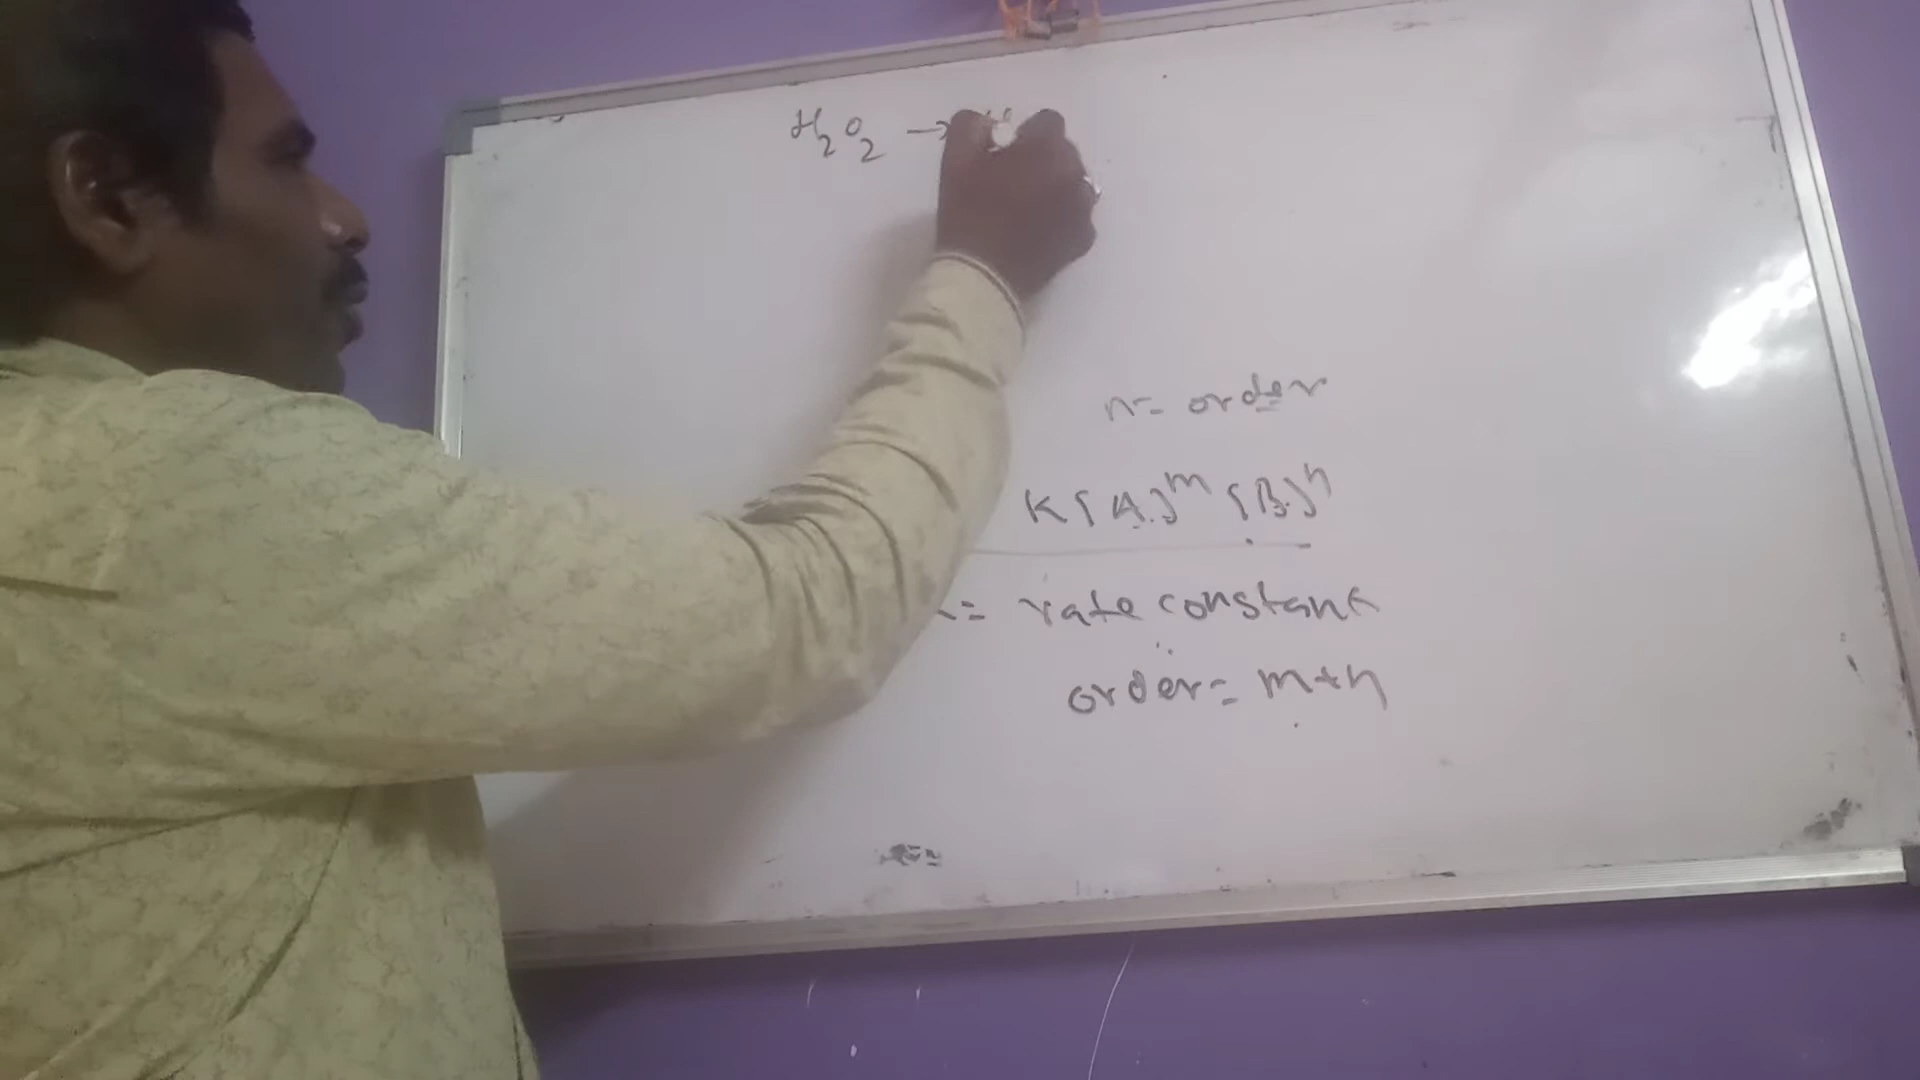 H₂O₂ → H
n = order
K[A]ᵐ [B]ⁿ
= rate constant
order = m+n